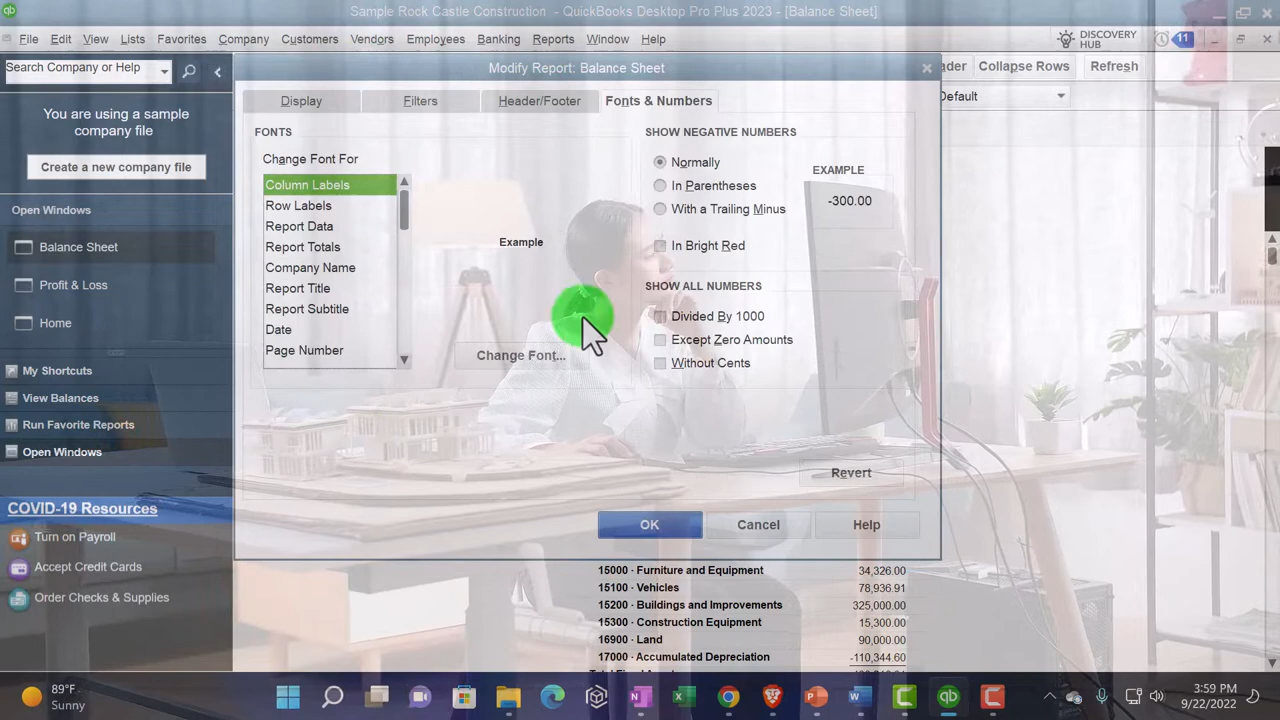 Sample Rock Castle Construction - QuickBooks Desktop Pro Plus 2023 - [Balance Sheet]
File Edit View Lists Favorites Company Customers Vendors Employees Banking Reports Window Help
DISCOVERY
HUB
11
Search Company or Help
You are using a sample
company file
Create a new company file
Open Windows
Balance Sheet
Profit & Loss
Home
My Shortcuts
View Balances
Run Favorite Reports
Open Windows
COVID-19 Resources
Turn on Payroll
Accept Credit Cards
Order Checks & Supplies
Modify Report: Balance Sheet
Collapse Rows Refresh
Default
Display Filters Header/Footer Fonts & Numbers
FONTS
Change Font For
Column Labels
Row Labels
Report Data
Report Totals
Company Name
Report Title
Report Subtitle
Date
Page Number
Example
Change Font...
SHOW NEGATIVE NUMBERS
Normally
In Parentheses
With a Trailing Minus
In Bright Red
EXAMPLE
-300.00
SHOW ALL NUMBERS
Divided By 1000
Except Zero Amounts
Without Cents
Revert
OK Cancel Help
15000 · Furniture and Equipment 34,326.00
15100 · Vehicles 78,936.91
15200 · Buildings and Improvements 325,000.00
15300 · Construction Equipment 15,300.00
16900 · Land 90,000.00
17000 · Accumulated Depreciation -110,344.60
89°F
Sunny
3:59 PM
9/22/2022